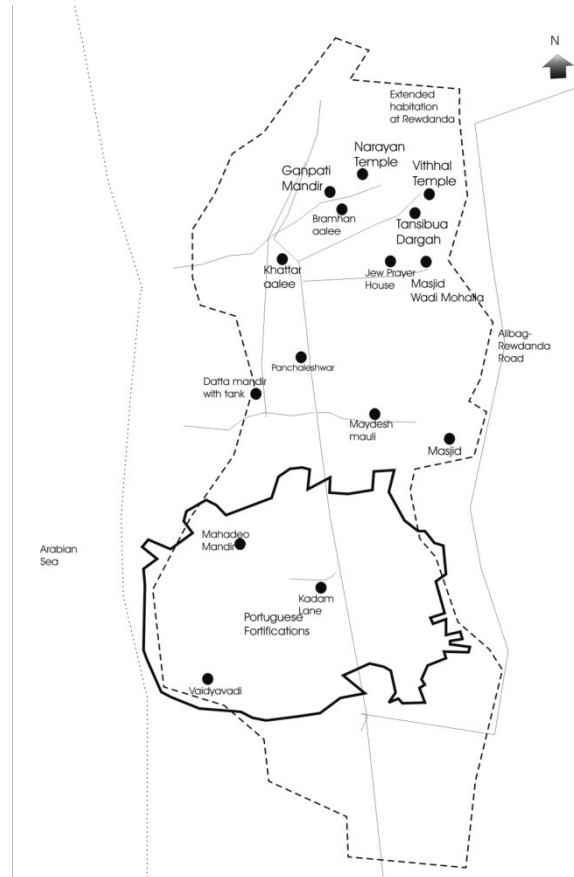 N
Extended
habitation
at Rewdanda
Narayan
Temple
Ganpati
Mandir
Vithhal
Temple
Bramhan
aalee
Tansibua
Dargah
Khattar
aalee
Jew Prayer
House
Masjid
Wadi Mohalla
Alibag-
Rewdanda
Road
Panchaleshwar
Datta mandir
with tank
Maydesh
mauli
Masjid
Mahadeo
Mandir
Arabian
Sea
Kadam
Lane
Portuguese
Fortifications
Vaidyavadi